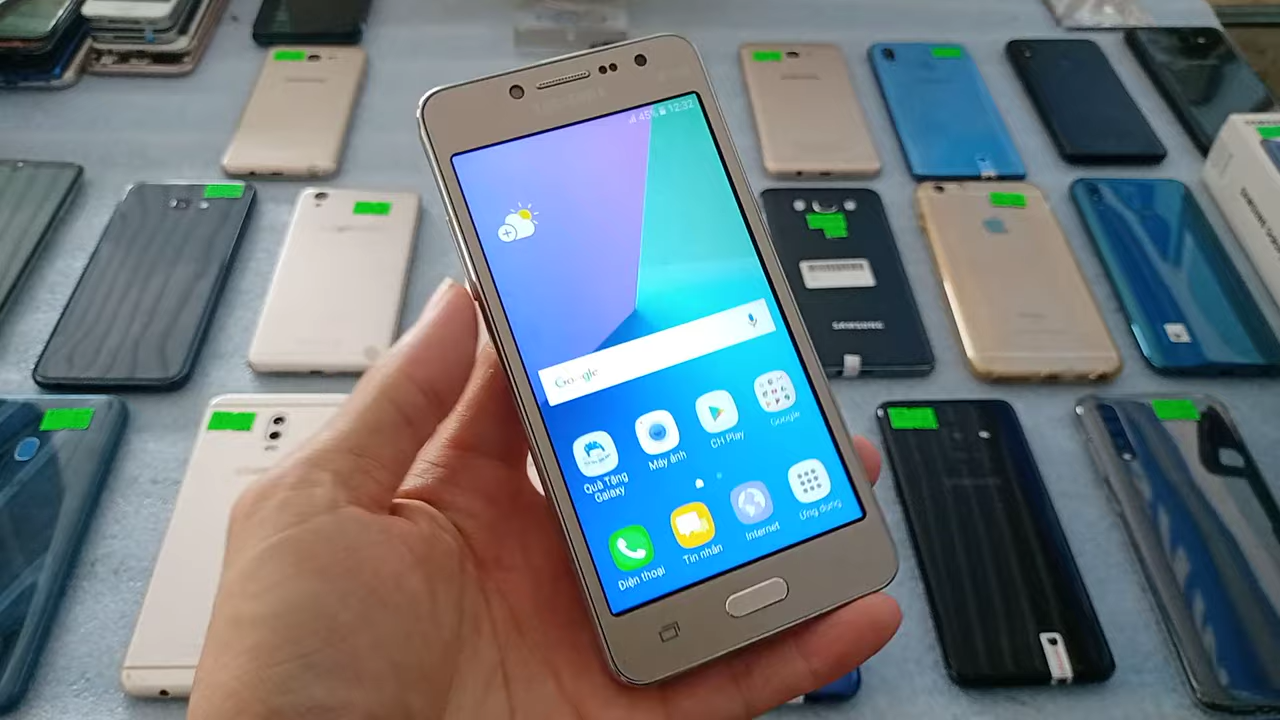 45% 12:32
Google
Quà Tặng
Galaxy
Máy ảnh
CH Play
Google
Điện thoại
Tin nhắn
Internet
Ứng dụng
SAMSUNG